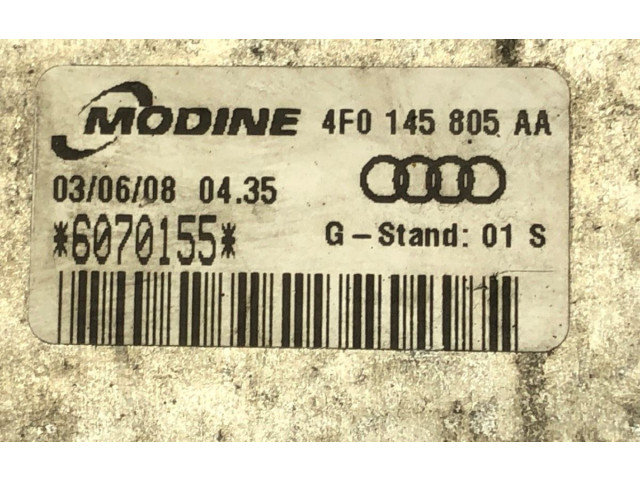 MODINE 4F0 145 805 AA
03/06/08 04.35
*6070155* G-Stand: 01 S